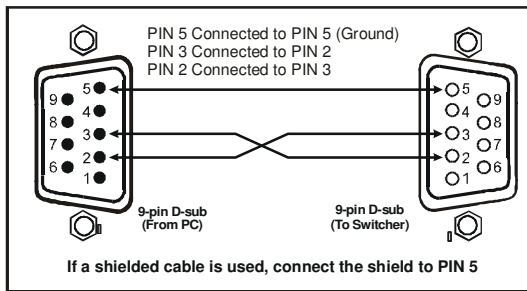 PIN 5 Connected to PIN 5 (Ground)
PIN 3 Connected to PIN 2
PIN 2 Connected to PIN 3
5
9
4
8
3
7
2
6
1
5
9
4
8
3
7
2
6
1
9-pin D-sub
(From PC)
9-pin D-sub
(To Switcher)
If a shielded cable is used, connect the shield to PIN 5